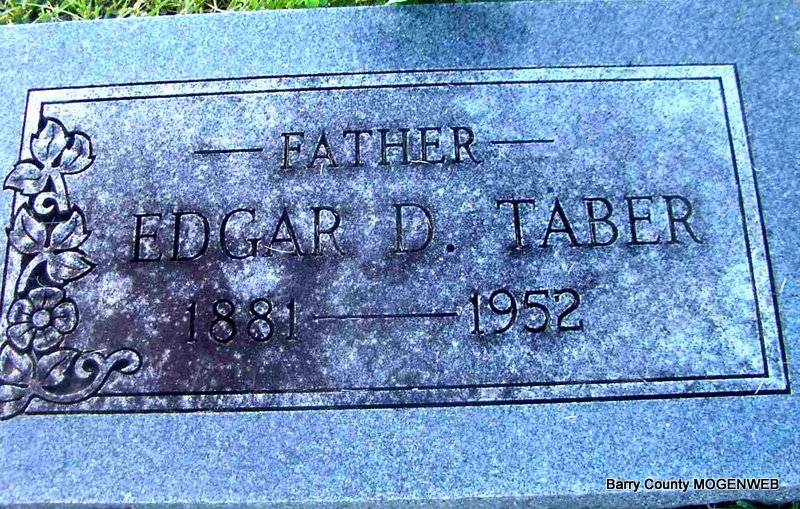 — FATHER —
EDGAR D. TABER
1881 — 1952
Barry County MOGENWEB